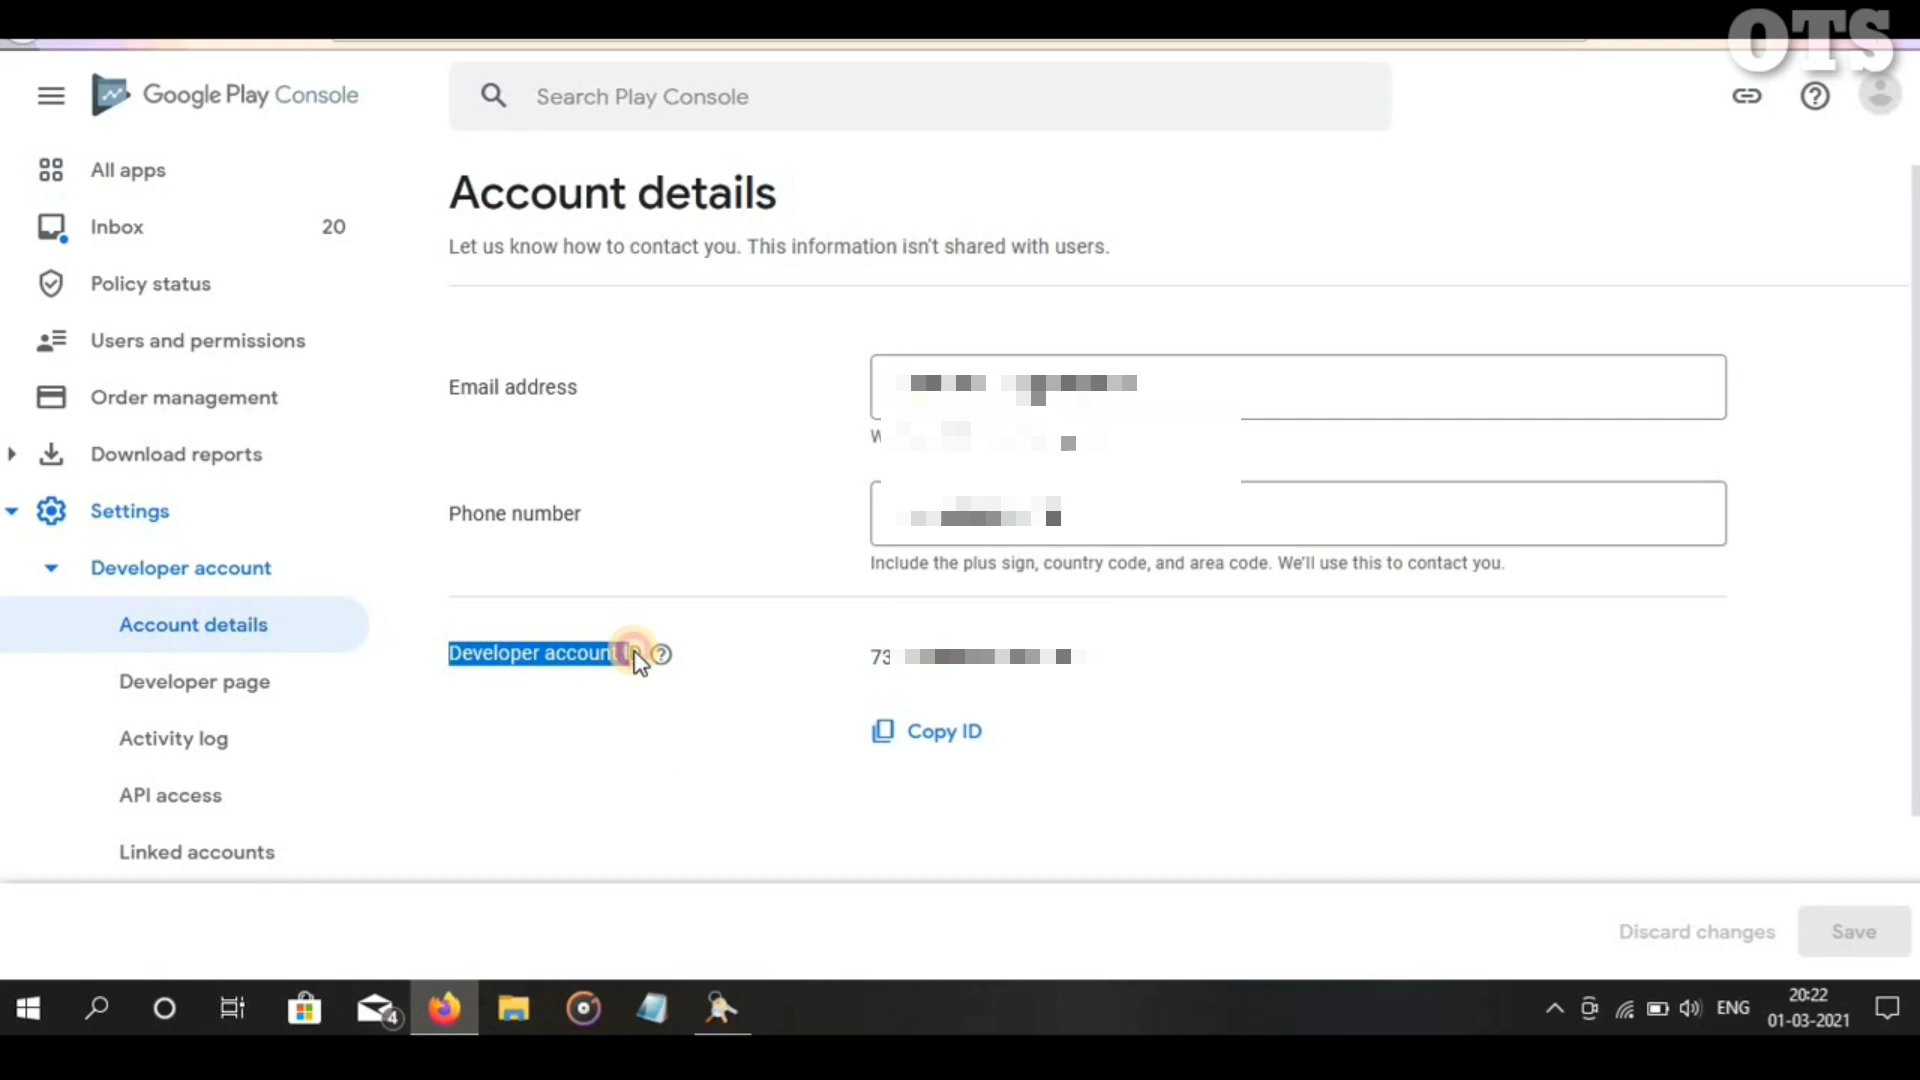 OTS
Google Play Console
Search Play Console
All apps
Inbox 20
Policy status
Users and permissions
Order management
Download reports
Settings
Developer account
Account details
Developer page
Activity log
API access
Linked accounts
Account details
Let us know how to contact you. This information isn't shared with users.
Email address
W
Phone number
Include the plus sign, country code, and area code. We'll use this to contact you.
Developer account
73
Copy ID
Discard changes
Save
4
ENG
20:22
01-03-2021